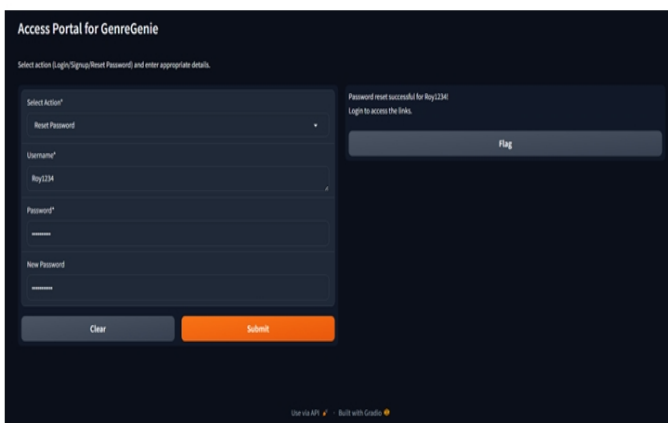 Access Portal for GenreGenie
Select action (Login/Signup/Reset Password) and enter appropriate details.
Select Action*
Reset Password
Username*
Roy1234
Password*
••••••••
New Password
••••••••
Clear
Submit
Password reset successful for Roy1234!
Login to access the links.
Flag
Use via API · Built with Gradio